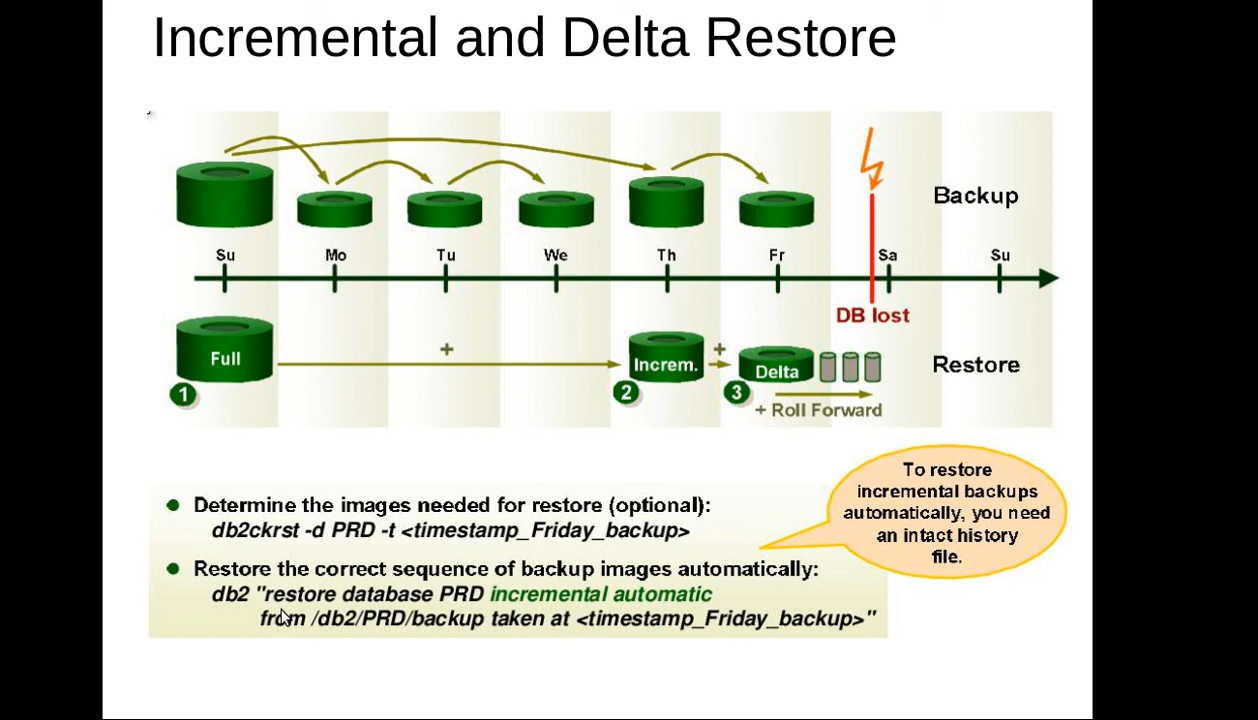 Incremental and Delta Restore
Backup
Su Mo Tu We Th Fr Sa Su
DB lost
Full + Increm. + Delta Restore
1 2 3
+ Roll Forward
To restore
incremental backups
automatically, you need
an intact history
file.
Determine the images needed for restore (optional):
db2ckrst -d PRD -t <timestamp_Friday_backup>
Restore the correct sequence of backup images automatically:
db2 "restore database PRD incremental automatic
from /db2/PRD/backup taken at <timestamp_Friday_backup>"